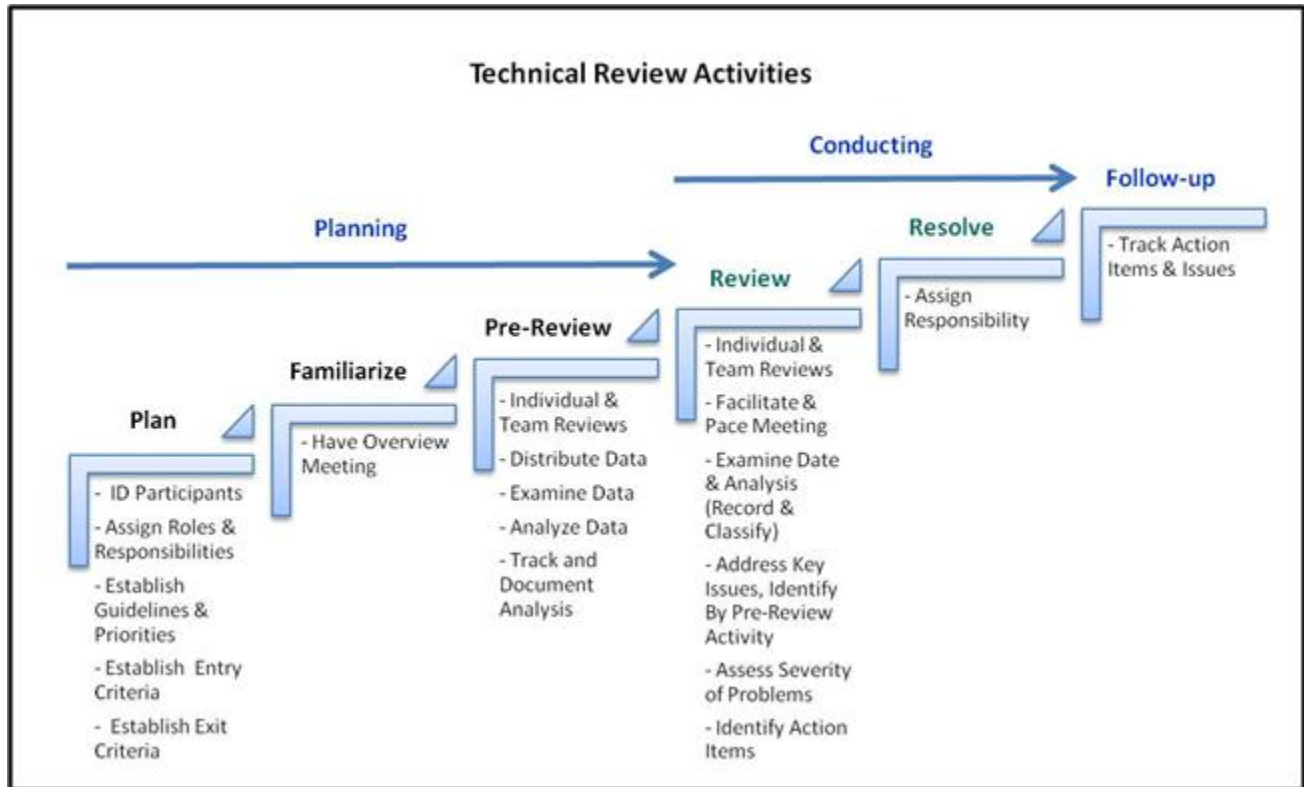 Technical Review Activities
Conducting
Follow-up
Planning
Resolve
- Track Action
Items & Issues
Review
- Assign
Responsibility
Pre-Review
- Individual &
Team Reviews
- Facilitate &
Pace Meeting
- Examine Date
& Analysis
(Record &
Classify)
- Address Key
Issues, Identify
By Pre-Review
Activity
- Assess Severity
of Problems
- Identify Action
Items
Familiarize
- Individual &
Team Reviews
- Distribute Data
- Examine Data
- Analyze Data
- Track and
Document
Analysis
Plan
- Have Overview
Meeting
- ID Participants
- Assign Roles &
Responsibilities
- Establish
Guidelines &
Priorities
- Establish Entry
Criteria
- Establish Exit
Criteria